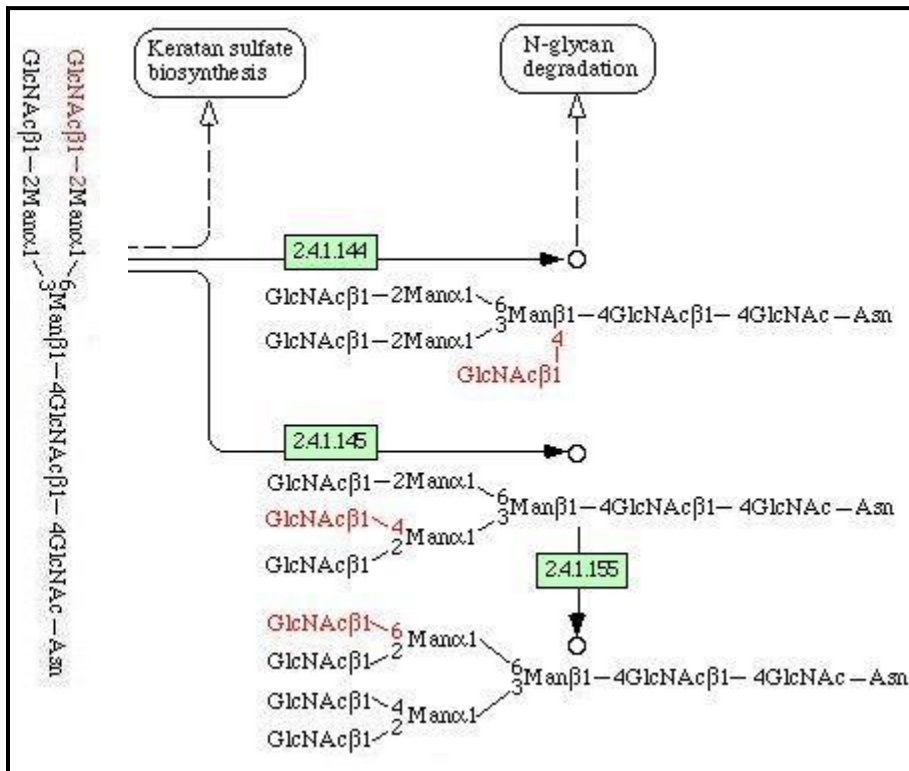 GlcNAcβ1–2Manα1
GlcNAcβ1–2Manα1
6
3
Manβ1–4GlcNAcβ1–4GlcNAc–Asn
Keratan sulfate
biosynthesis
N-glycan
degradation
2.4.1.144
GlcNAcβ1–2Manα1
6
3
Manβ1–4GlcNAcβ1–4GlcNAc–Asn
GlcNAcβ1–2Manα1
4
GlcNAcβ1
2.4.1.145
GlcNAcβ1–2Manα1
6
3
Manβ1–4GlcNAcβ1–4GlcNAc–Asn
GlcNAcβ1
4
2
Manα1
GlcNAcβ1
2.4.1.155
GlcNAcβ1
6
2
Manα1
GlcNAcβ1
6
3
Manβ1–4GlcNAcβ1–4GlcNAc–Asn
GlcNAcβ1
4
2
Manα1
GlcNAcβ1